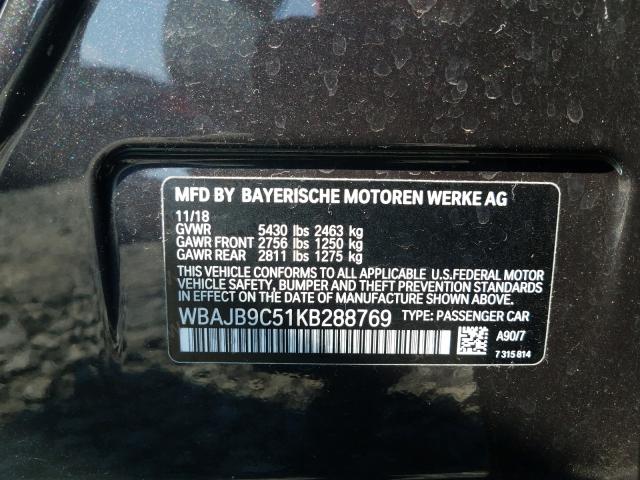 MFD BY BAYERISCHE MOTOREN WERKE AG
11/18
GVWR 5430 lbs 2463 kg
GAWR FRONT 2756 lbs 1250 kg
GAWR REAR 2811 lbs 1275 kg
THIS VEHICLE CONFORMS TO ALL APPLICABLE U.S.FEDERAL MOTOR
VEHICLE SAFETY, BUMPER AND THEFT PREVENTION STANDARDS
IN EFFECT ON THE DATE OF MANUFACTURE SHOWN ABOVE.
WBAJB9C51KB288769 TYPE: PASSENGER CAR
A90/7
7 315 814